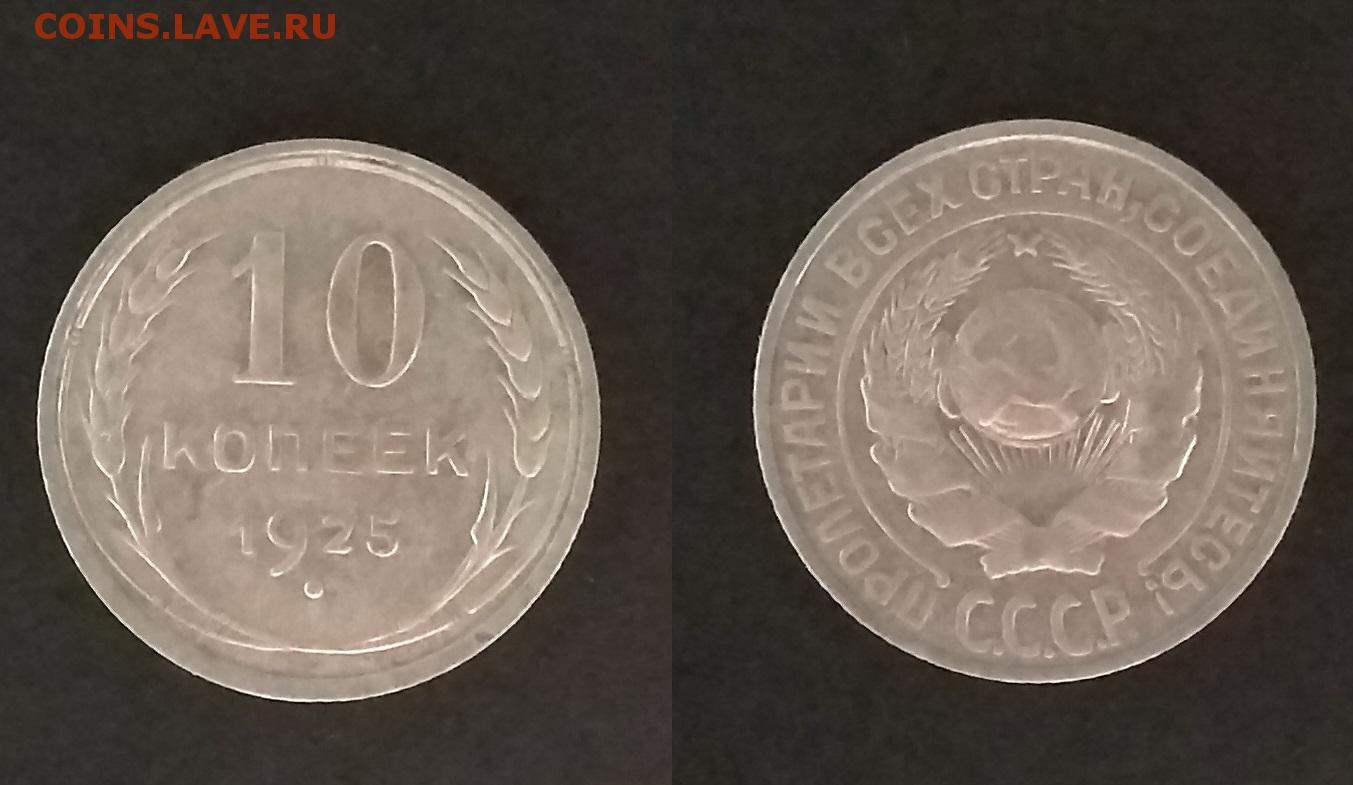 COINS.LAVE.RU
10
КОПЕЕК
1925
ПРОЛЕТАРИИ ВСЕХ СТРАН, СОЕДИНЯЙТЕСЬ!
С.С.С.Р.